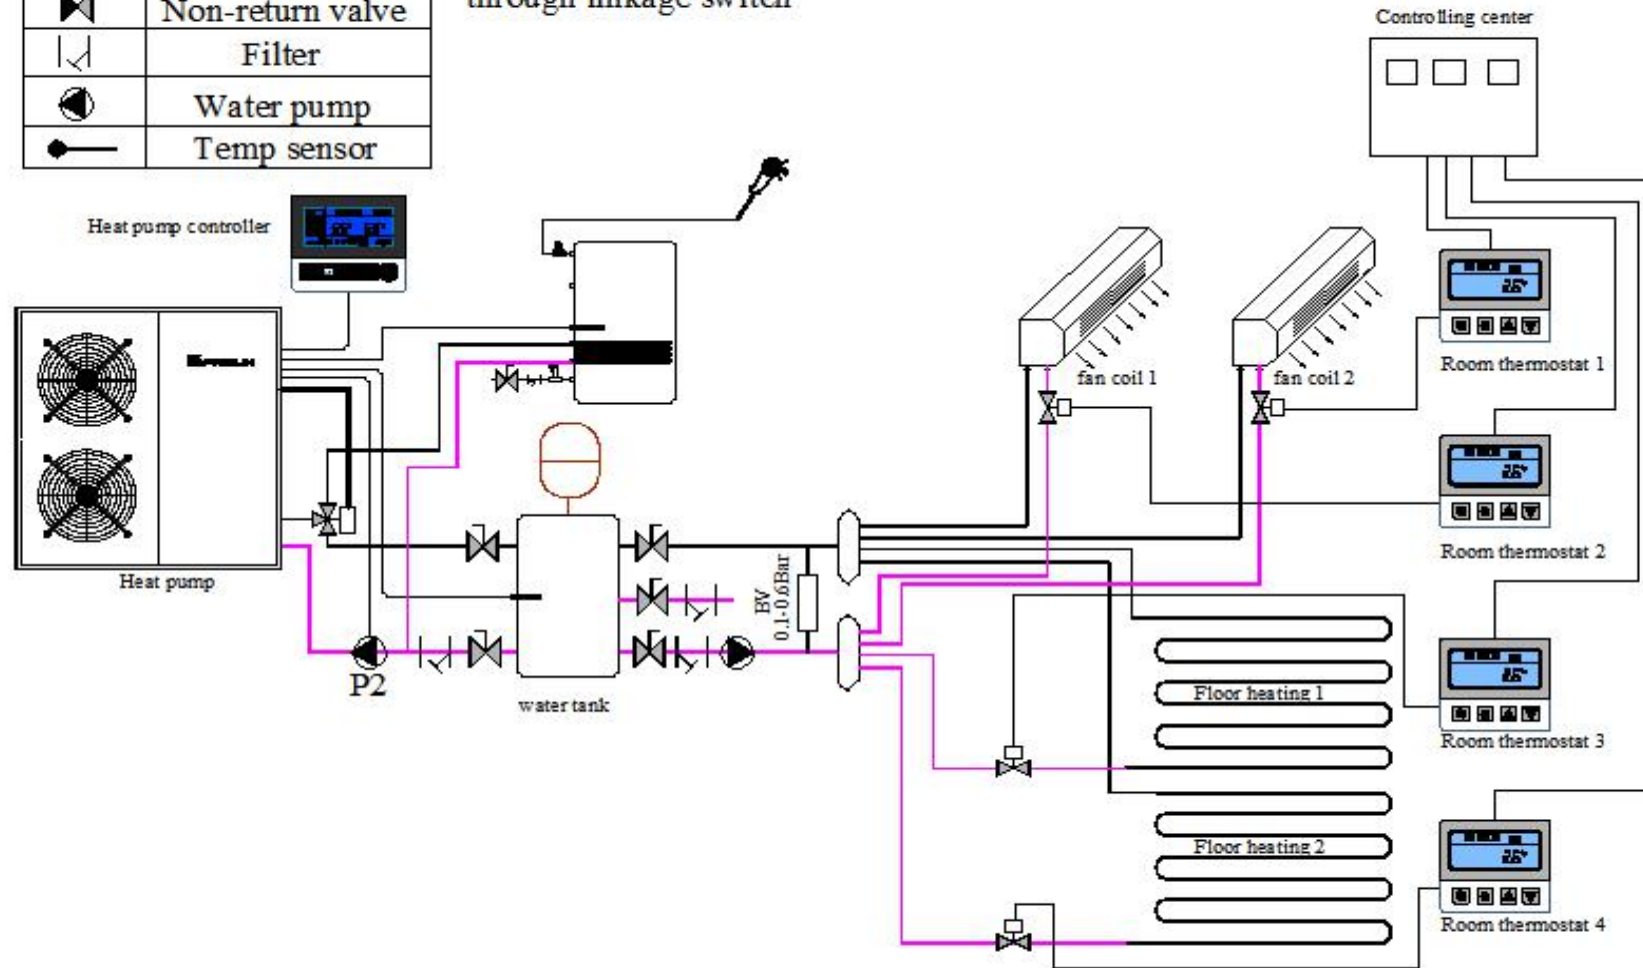 Non-return valve
through linkage switch
Filter
Water pump
Temp sensor
Controlling center
Heat pump controller
Room thermostat 1
fan coil 1
fan coil 2
Room thermostat 2
Heat pump
BV
0.1-0.6Bar
P2
water tank
Floor heating 1
Room thermostat 3
Floor heating 2
Room thermostat 4